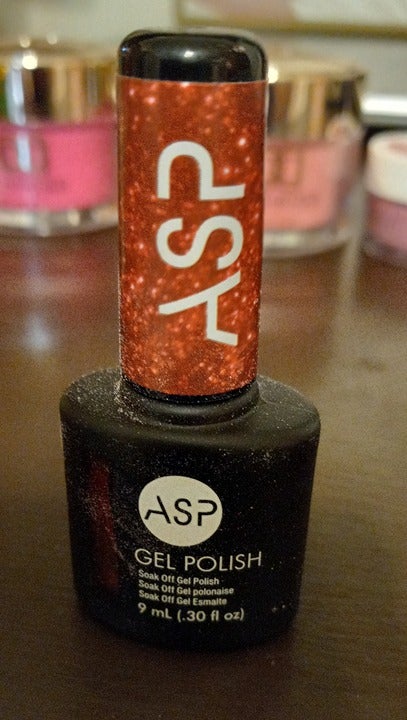 ASP
ASP
GEL POLISH
Soak Off Gel Polish
Soak Off Gel polonaise
Soak Off Gel Esmalte
9 mL (.30 fl oz)